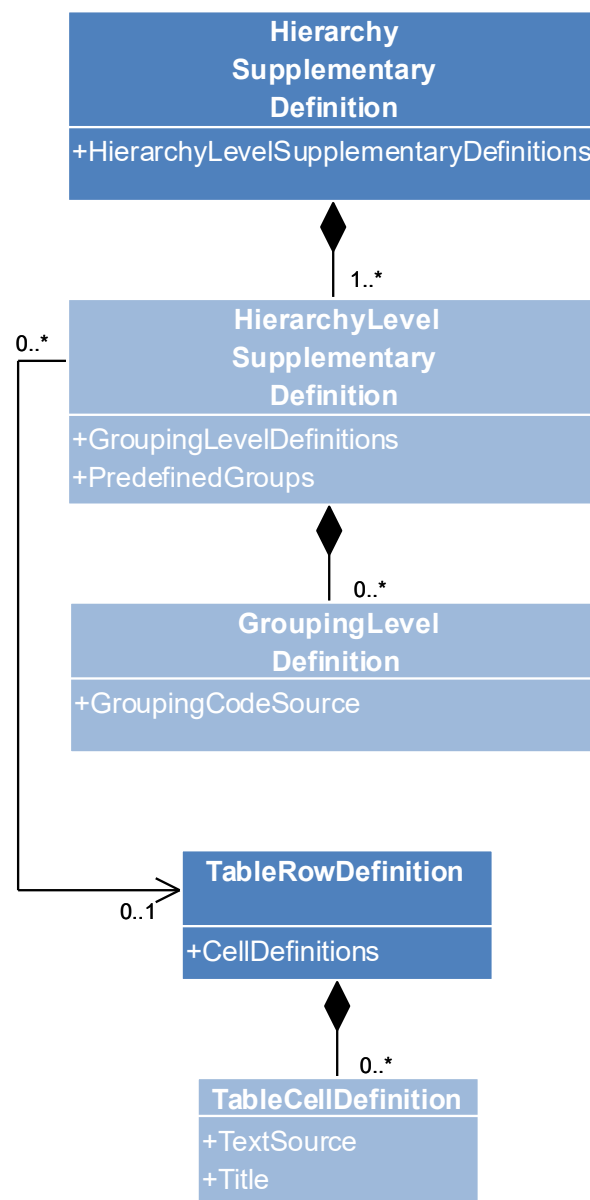 Hierarchy
Supplementary
Definition
+HierarchyLevelSupplementaryDefinitions
1..*
0..*
HierarchyLevel
Supplementary
Definition
+GroupingLevelDefinitions
+PredefinedGroups
0..*
GroupingLevel
Definition
+GroupingCodeSource
TableRowDefinition
0..1
+CellDefinitions
0..*
TableCellDefinition
+TextSource
+Title